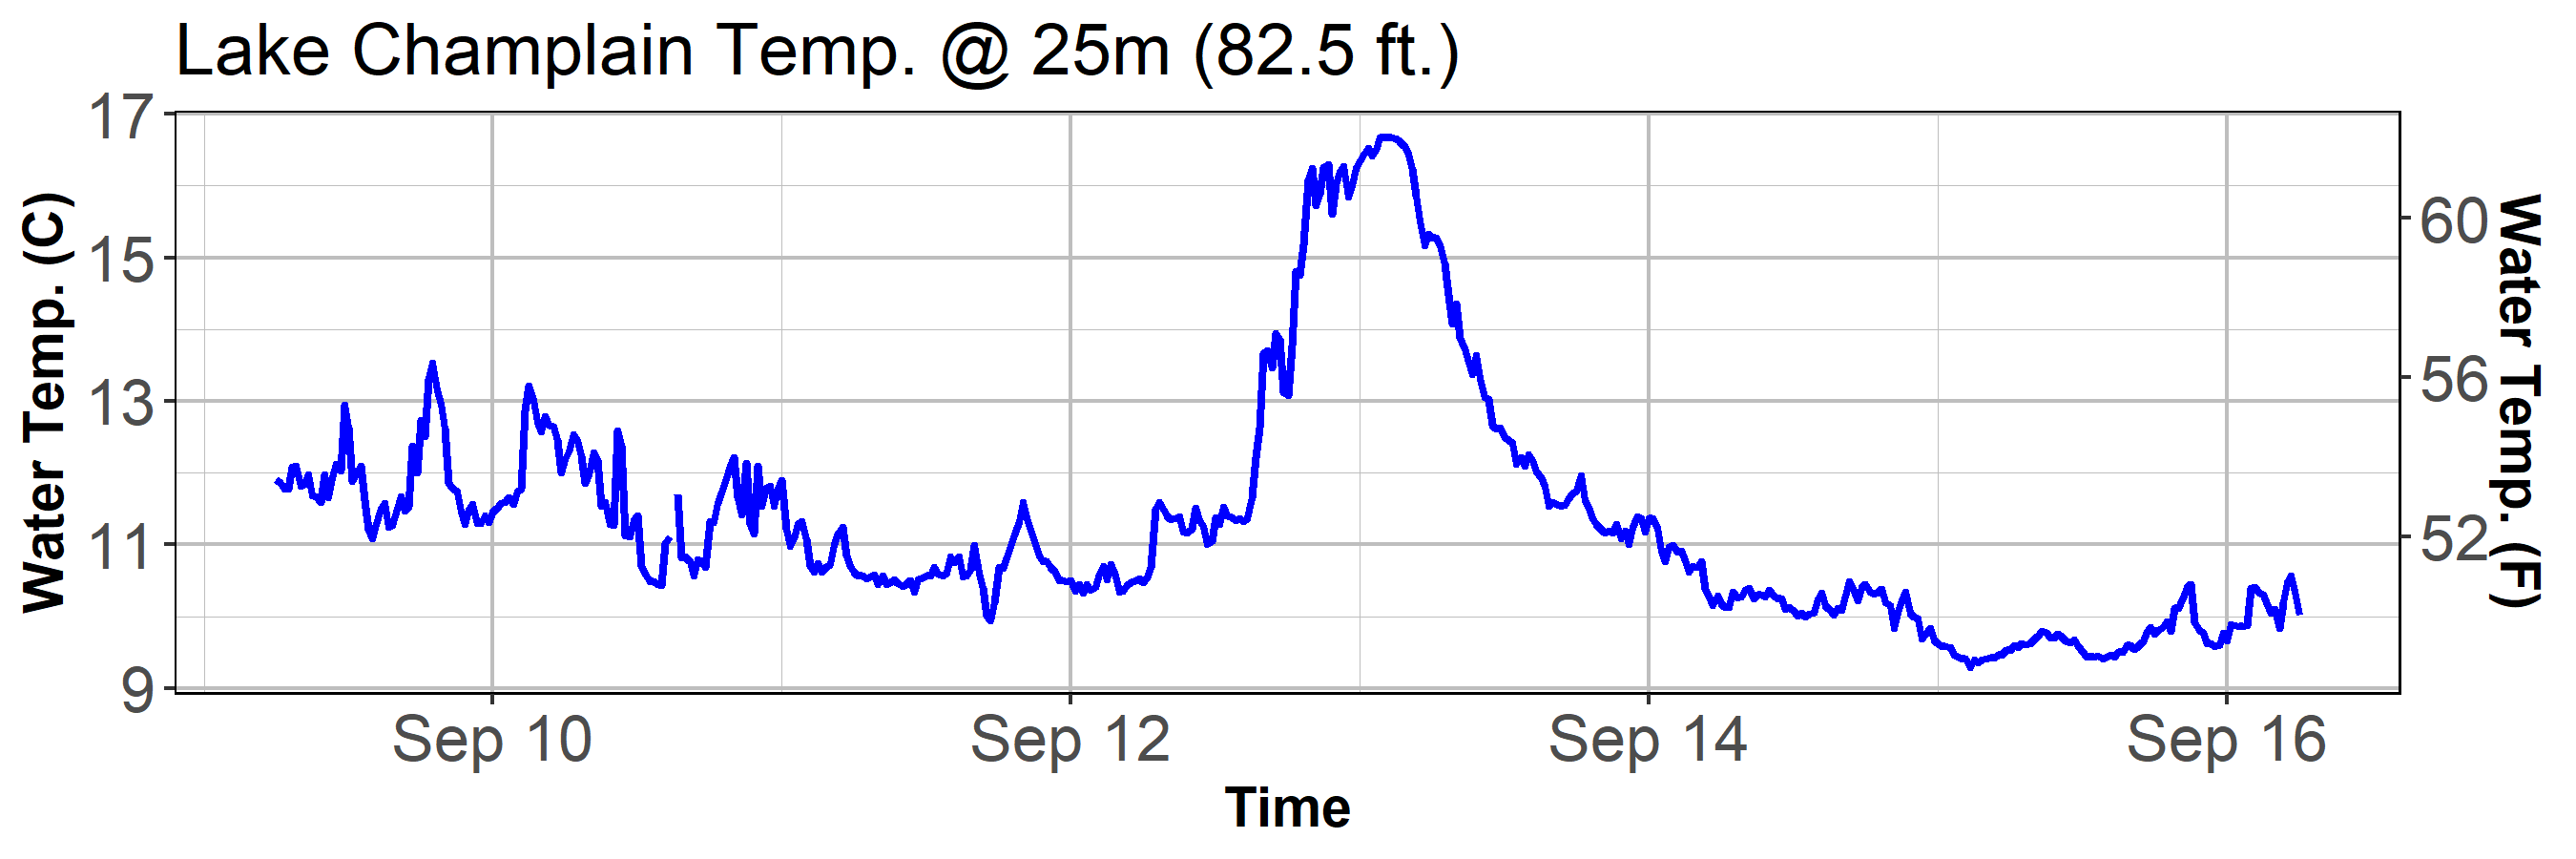 Lake Champlain Temp. @ 25m (82.5 ft.)
17
15
13
11
9
Water Temp. (C)
60
56
52
Water Temp. (F)
Sep 10
Sep 12
Sep 14
Sep 16
Time